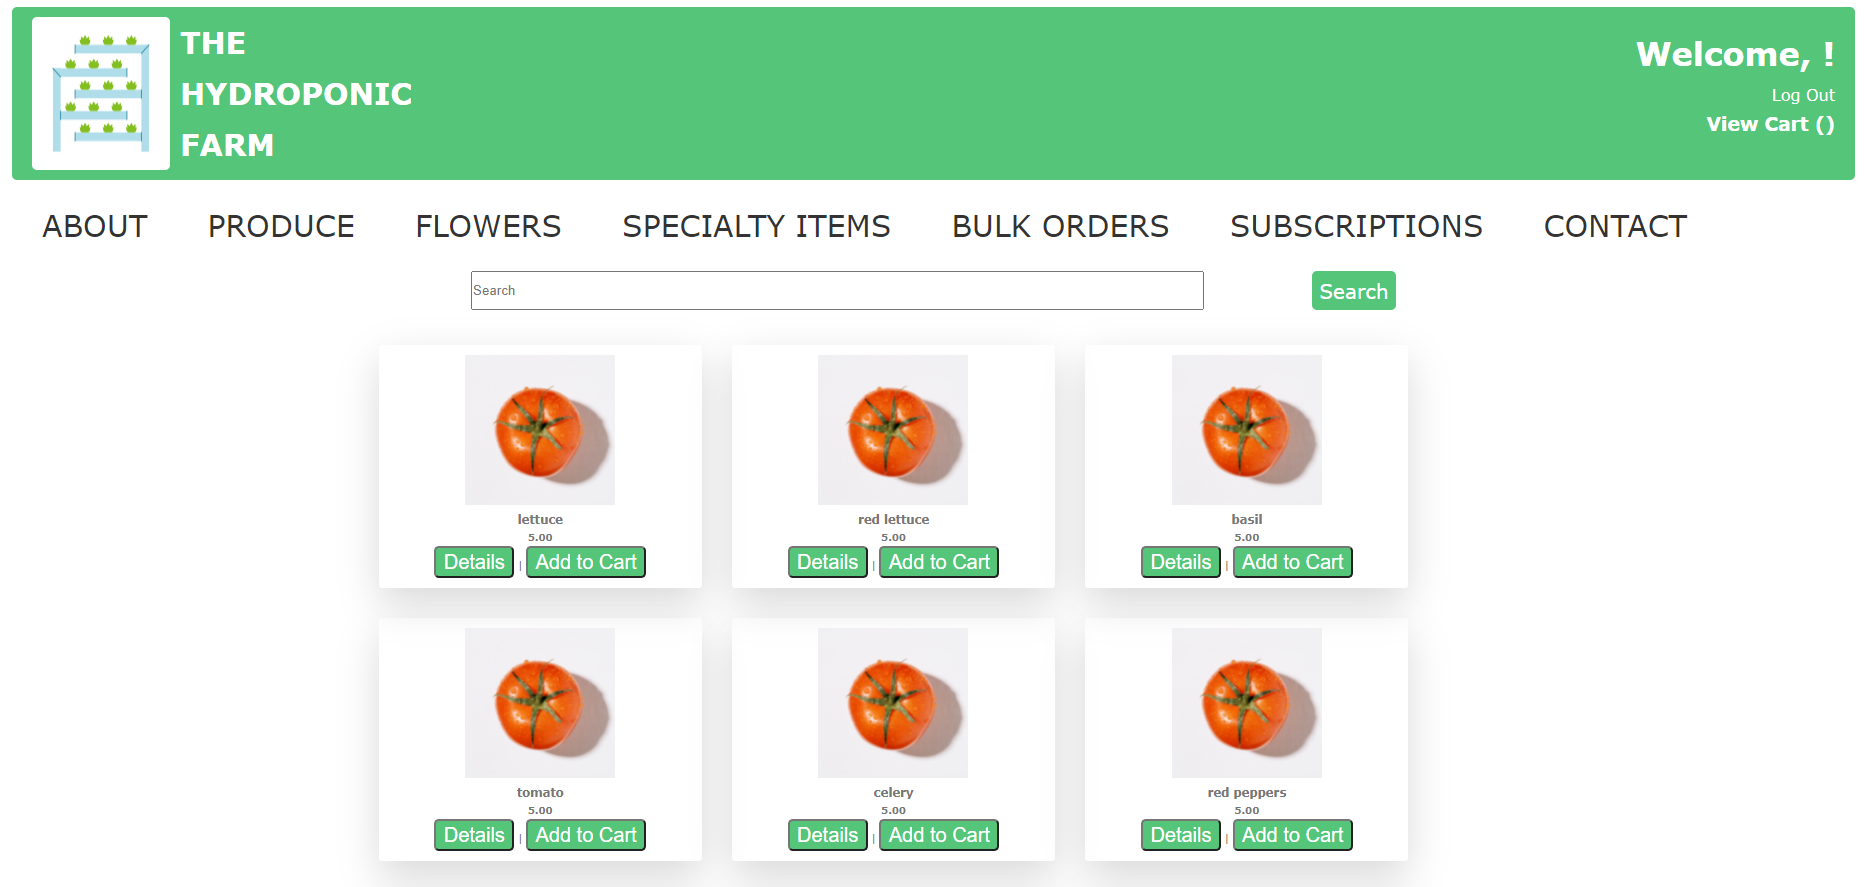 THE
HYDROPONIC
FARM
Welcome, !
Log Out
View Cart ()
ABOUT PRODUCE FLOWERS SPECIALTY ITEMS BULK ORDERS SUBSCRIPTIONS CONTACT
Search Search
lettuce red lettuce basil
5.00 5.00 5.00
Details | Add to Cart Details | Add to Cart Details | Add to Cart
tomato celery red peppers
5.00 5.00 5.00
Details | Add to Cart Details | Add to Cart Details | Add to Cart